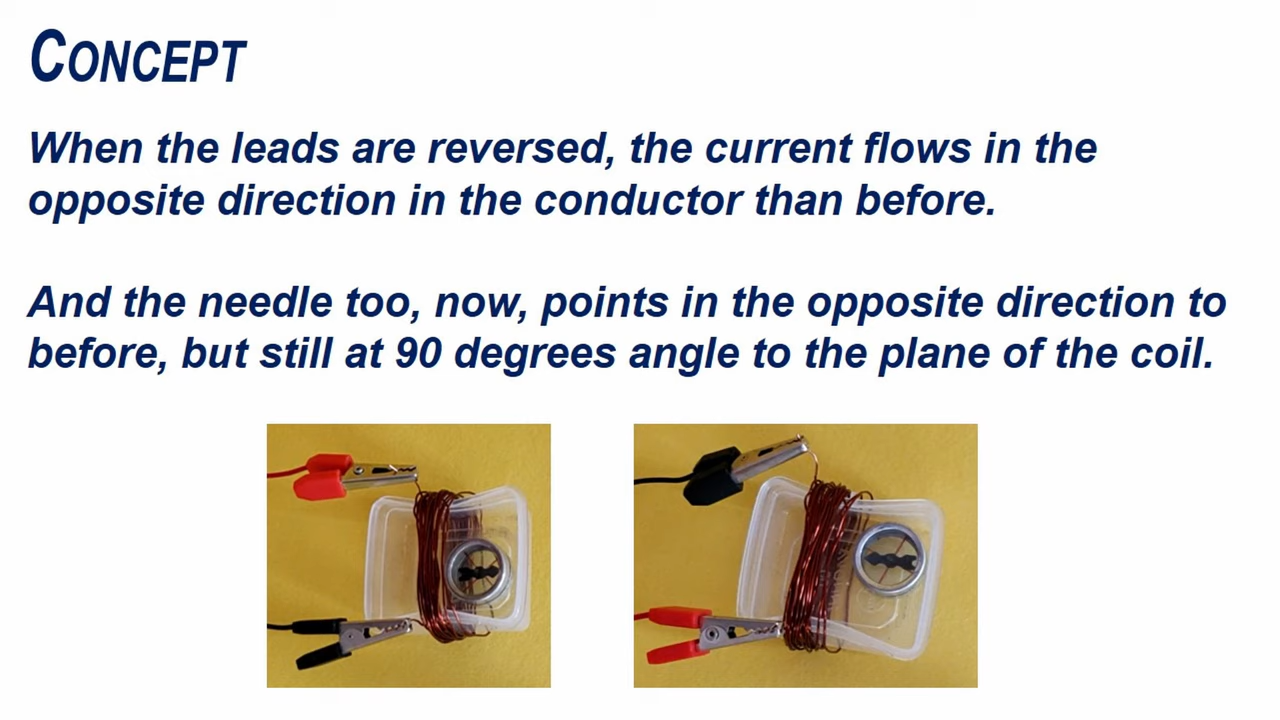 CONCEPT
When the leads are reversed, the current flows in the
opposite direction in the conductor than before.
And the needle too, now, points in the opposite direction to
before, but still at 90 degrees angle to the plane of the coil.